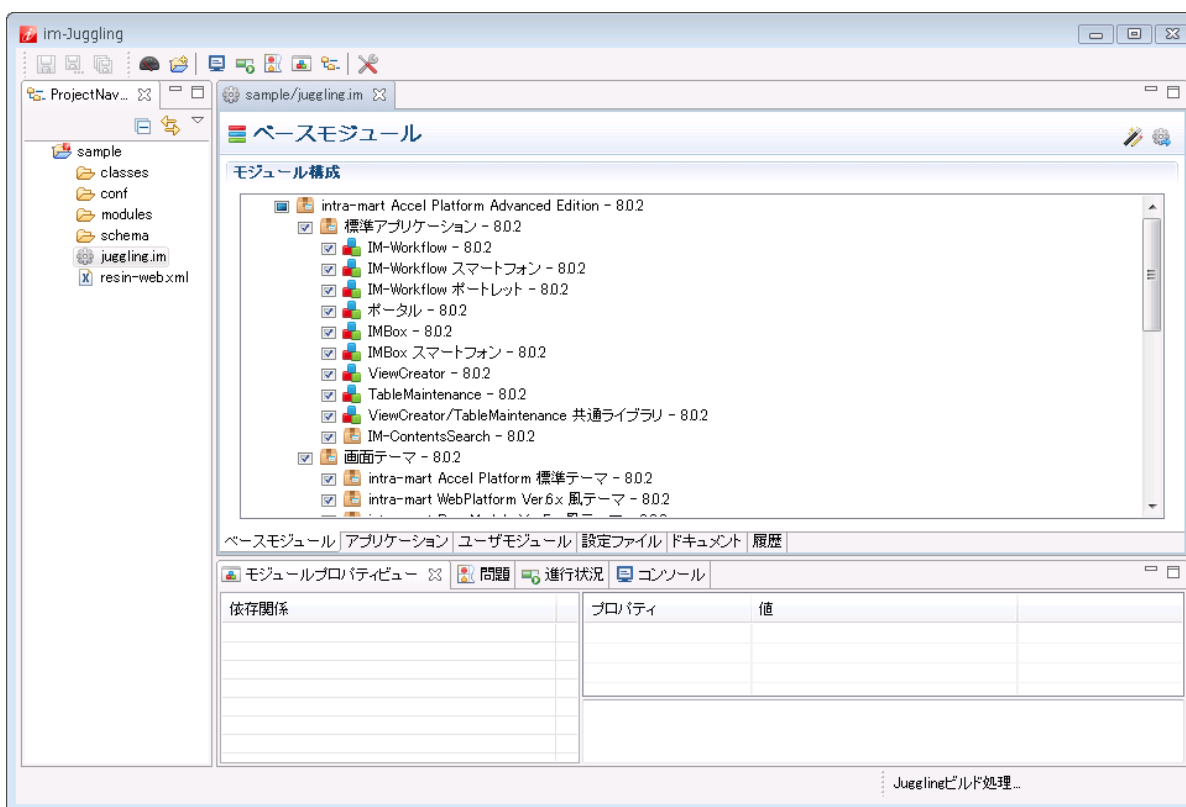 im-Juggling
ProjectNav...
sample/juggling.im
sample
classes
conf
modules
schema
juggling.im
resin-web.xml
ベースモジュール
モジュール構成
intra-mart Accel Platform Advanced Edition - 8.0.2
標準アプリケーション - 8.0.2
IM-Workflow - 8.0.2
IM-Workflow スマートフォン - 8.0.2
IM-Workflow ポートレット - 8.0.2
ポータル - 8.0.2
IMBox - 8.0.2
IMBox スマートフォン - 8.0.2
ViewCreator - 8.0.2
TableMaintenance - 8.0.2
ViewCreator/TableMaintenance 共通ライブラリ - 8.0.2
IM-ContentsSearch - 8.0.2
画面テーマ - 8.0.2
intra-mart Accel Platform 標準テーマ - 8.0.2
intra-mart WebPlatform Ver.6.x 風テーマ - 8.0.2
ベースモジュール アプリケーション ユーザモジュール 設定ファイル ドキュメント 履歴
モジュールプロパティビュー 問題 進行状況 コンソール
依存関係
プロパティ 値
Jugglingビルド処理...